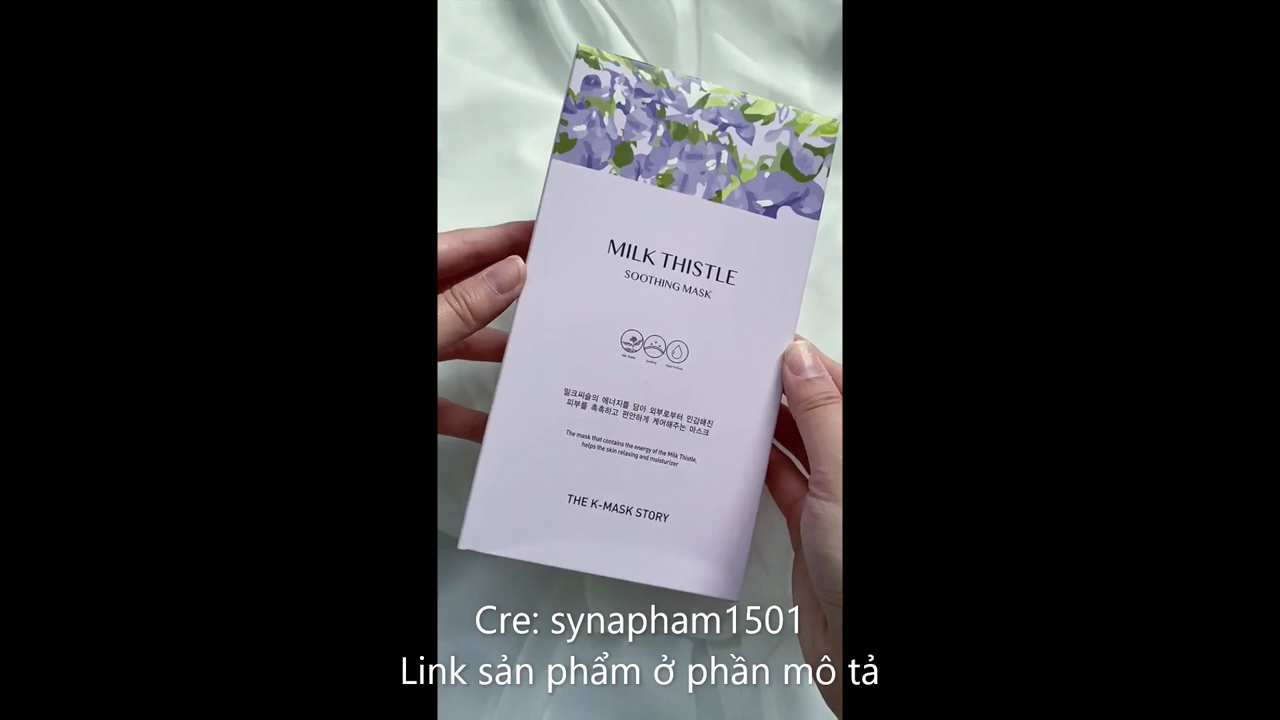 MILK THISTLE
SOOTHING MASK
Milk Thistle
Soothing
밀크씨슬의 에너지를 담아 외부로부터 민감해진
피부를 촉촉하고 편안하게 케어해주는 마스크
The mask that contains the energy of the Milk Thistle,
helps the skin relaxing and moisturizer
THE K-MASK STORY
Cre: synapham1501
Link sản phẩm ở phần mô tả